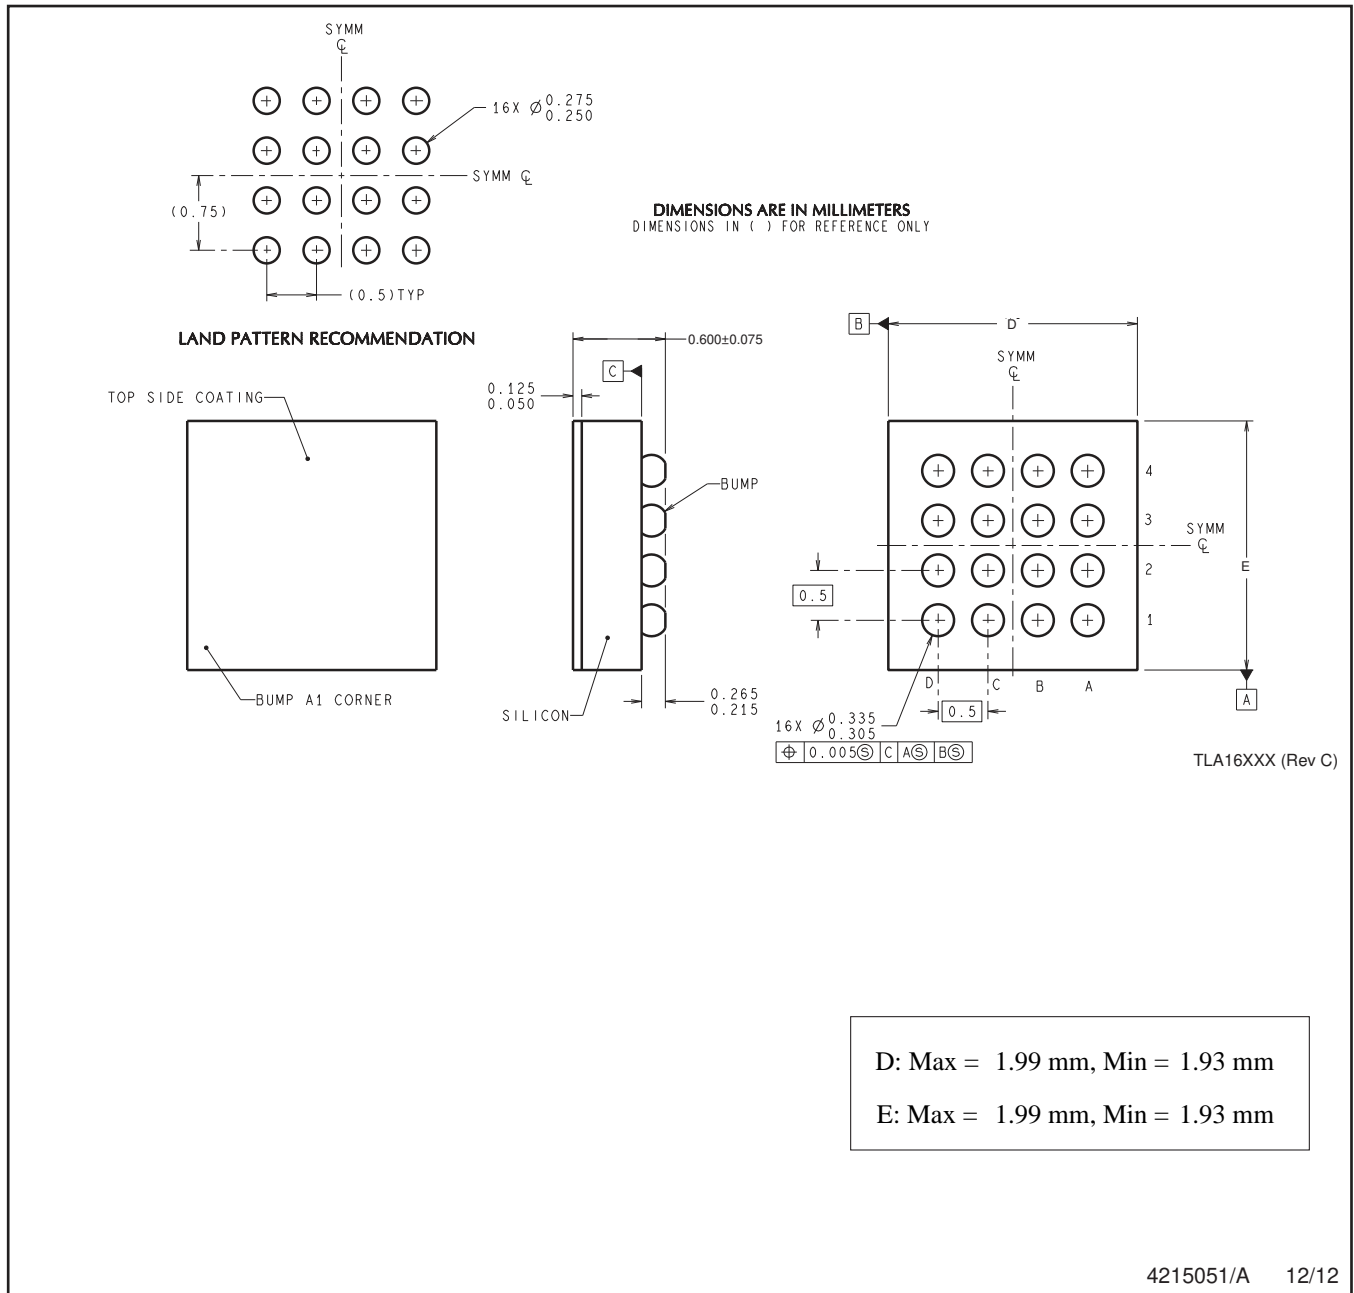 SYMM
℄
16X Ø 0.275
0.250
SYMM ℄
(0.75)
DIMENSIONS ARE IN MILLIMETERS
DIMENSIONS IN ( ) FOR REFERENCE ONLY
(0.5)TYP
LAND PATTERN RECOMMENDATION
0.600±0.075
B
D
SYMM
℄
C
0.125
0.050
TOP SIDE COATING
BUMP
4
3
SYMM
℄
2
E
0.5
1
BUMP A1 CORNER
SILICON
0.265
0.215
D C B A
A
0.5
16X Ø 0.335
0.305
⌖ 0.005Ⓢ C AⓈ BⓈ
TLA16XXX (Rev C)
D: Max = 1.99 mm, Min = 1.93 mm
E: Max = 1.99 mm, Min = 1.93 mm
4215051/A 12/12